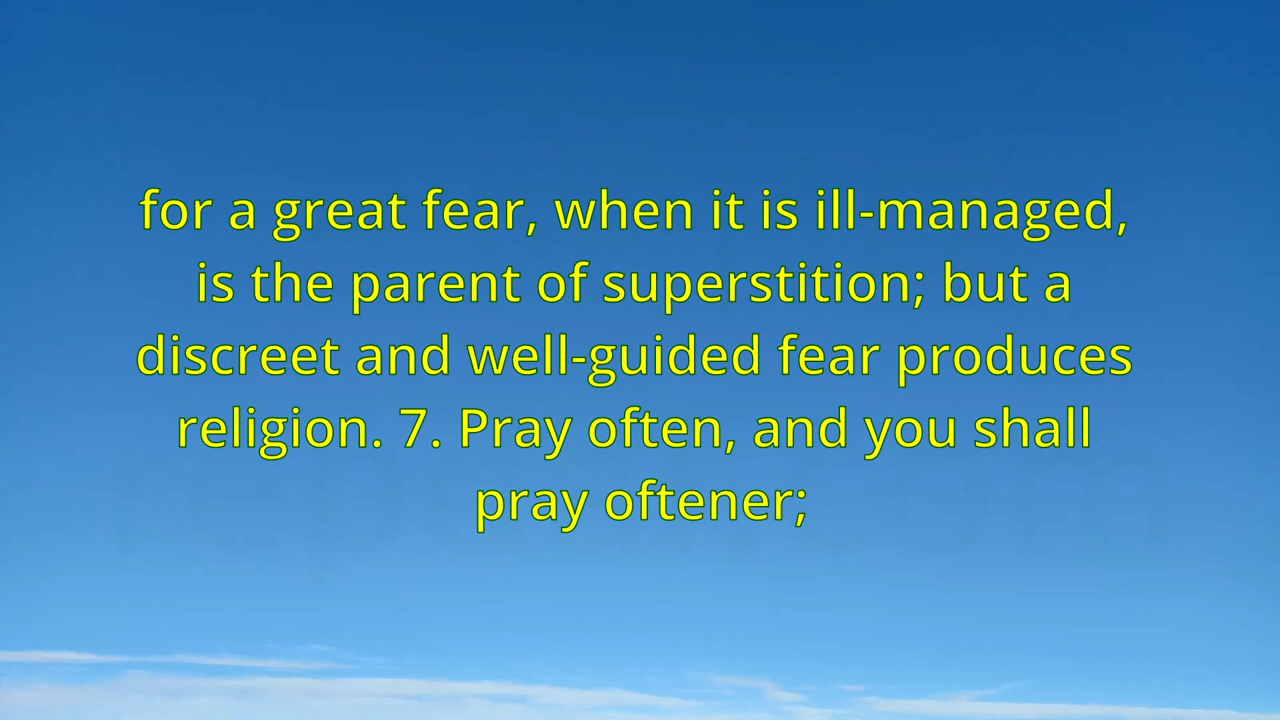 for a great fear, when it is ill-managed,
is the parent of superstition; but a
discreet and well-guided fear produces
religion. 7. Pray often, and you shall
pray oftener;